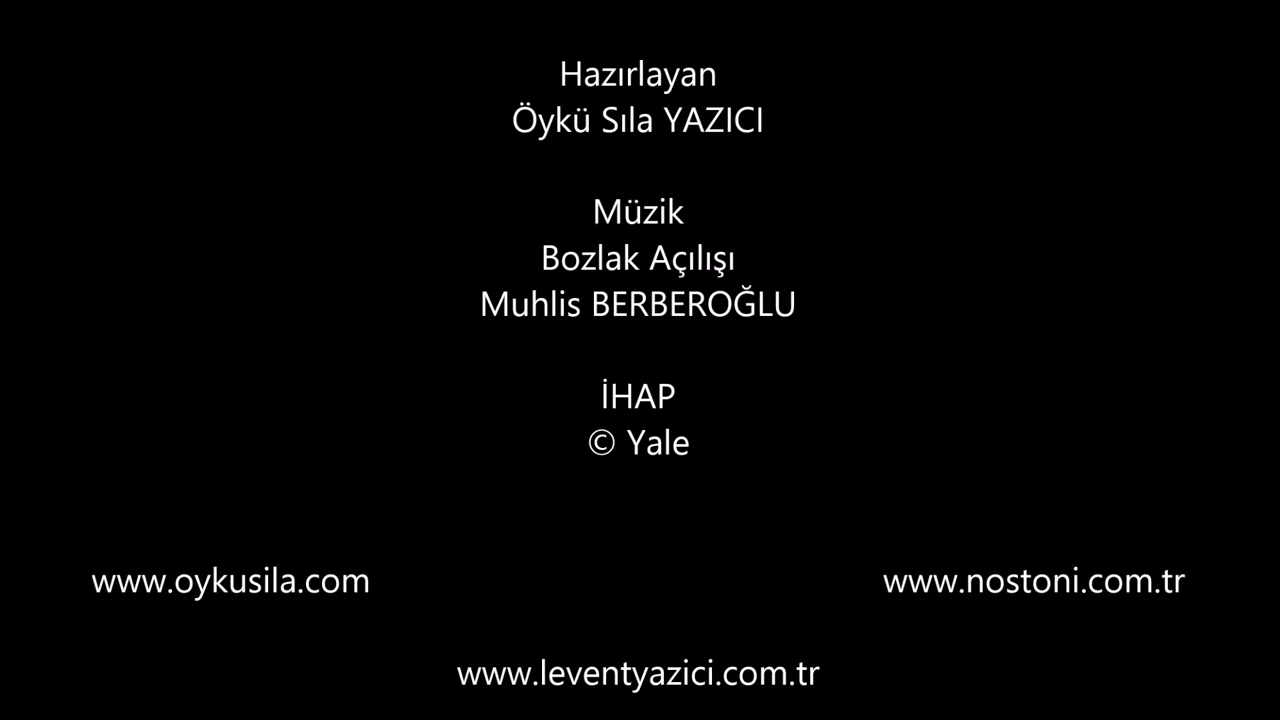 Hazırlayan
Öykü Sıla YAZICI
Müzik
Bozlak Açılışı
Muhlis BERBEROĞLU
İHAP
© Yale
www.oykusila.com
www.nostoni.com.tr
www.leventyazici.com.tr